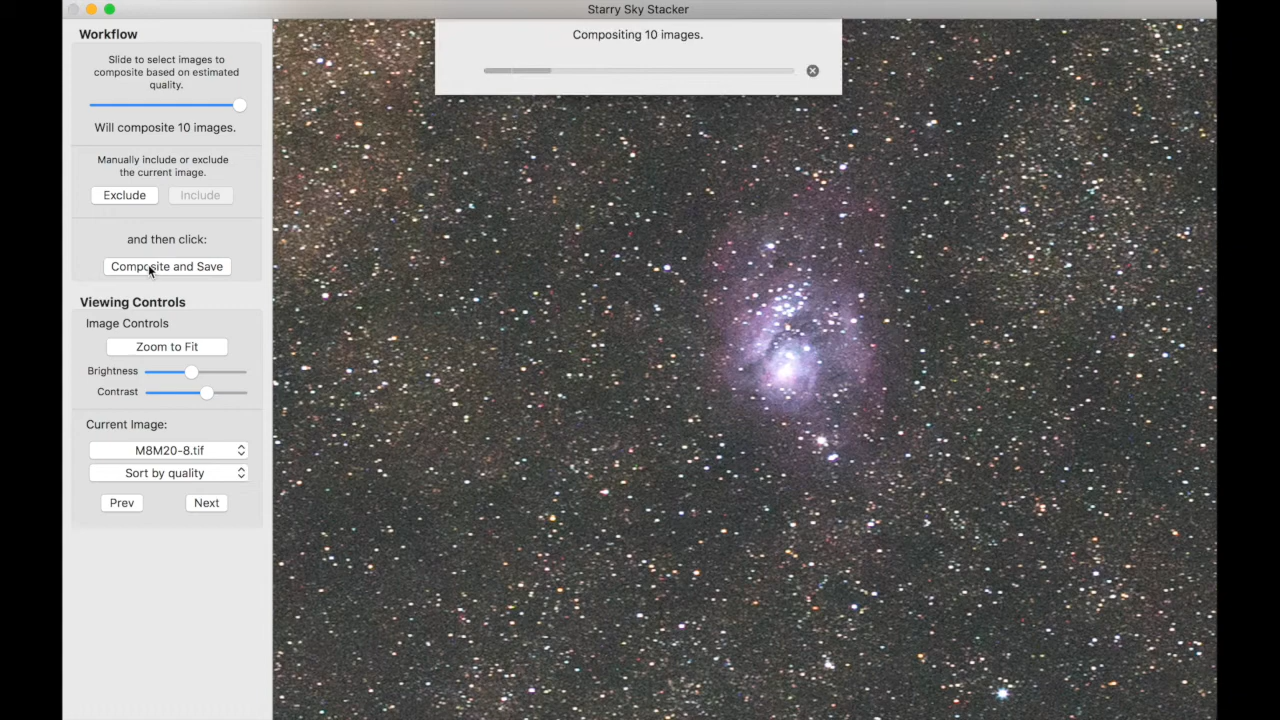 Starry Sky Stacker
Workflow
Slide to select images to
composite based on estimated
quality.
Will composite 10 images.
Manually include or exclude
the current image.
Exclude
Include
and then click:
Composite and Save
Viewing Controls
Image Controls
Zoom to Fit
Brightness
Contrast
Current Image:
M8M20-8.tif
Sort by quality
Prev
Next
Compositing 10 images.